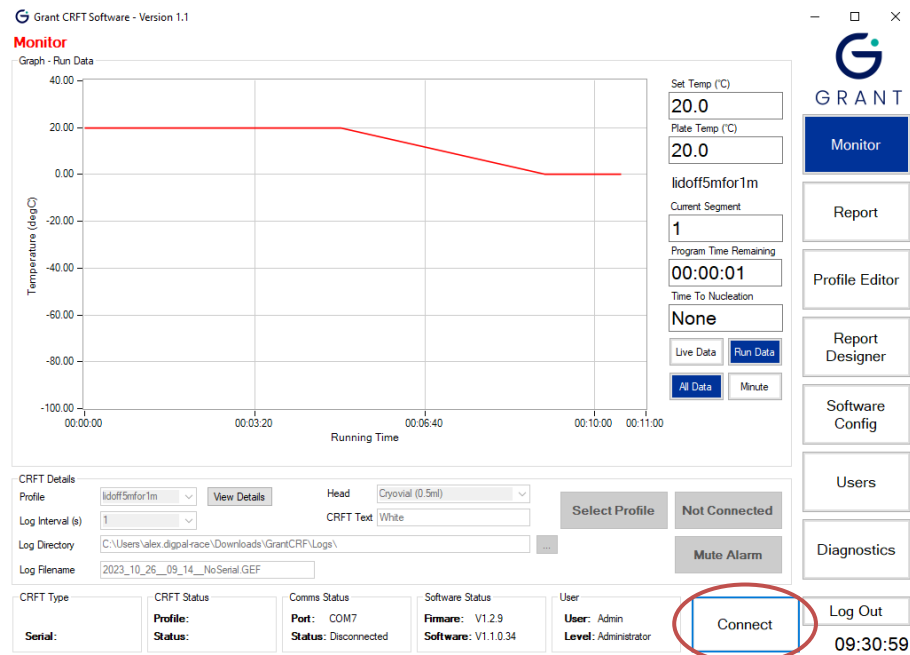 Grant CRFT Software - Version 1.1
Monitor
Graph - Run Data
40.00
20.00
0.00
-20.00
-40.00
-60.00
-80.00
-100.00
Temperature (degC)
00:00:00 00:03:20 00:06:40 00:10:00 00:11:00
Running Time
Set Temp (°C)
20.0
Plate Temp (°C)
20.0
lidoff5mfor1m
Current Segment
1
Program Time Remaining
00:00:01
Time To Nucleation
None
Live Data Run Data
All Data Minute
GRANT
Monitor
Report
Profile Editor
Report
Designer
Software
Config
Users
Diagnostics
CRFT Details
Profile lidoff5mfor1m View Details Head Cryovial (0.5ml)
Log Interval (s) 1 CRFT Text White
Log Directory C:\Users\alex.digpal-race\Downloads\GrantCRF\Logs\ ...
Log Filename 2023_10_26__09_14__NoSerial.GEF
Select Profile Not Connected
Mute Alarm
CRFT Type
Serial:
CRFT Status
Profile:
Status:
Comms Status
Port: COM7
Status: Disconnected
Software Status
Firmare: V1.2.9
Software: V1.1.0.34
User
User: Admin
Level: Administrator
Connect
Log Out
09:30:59